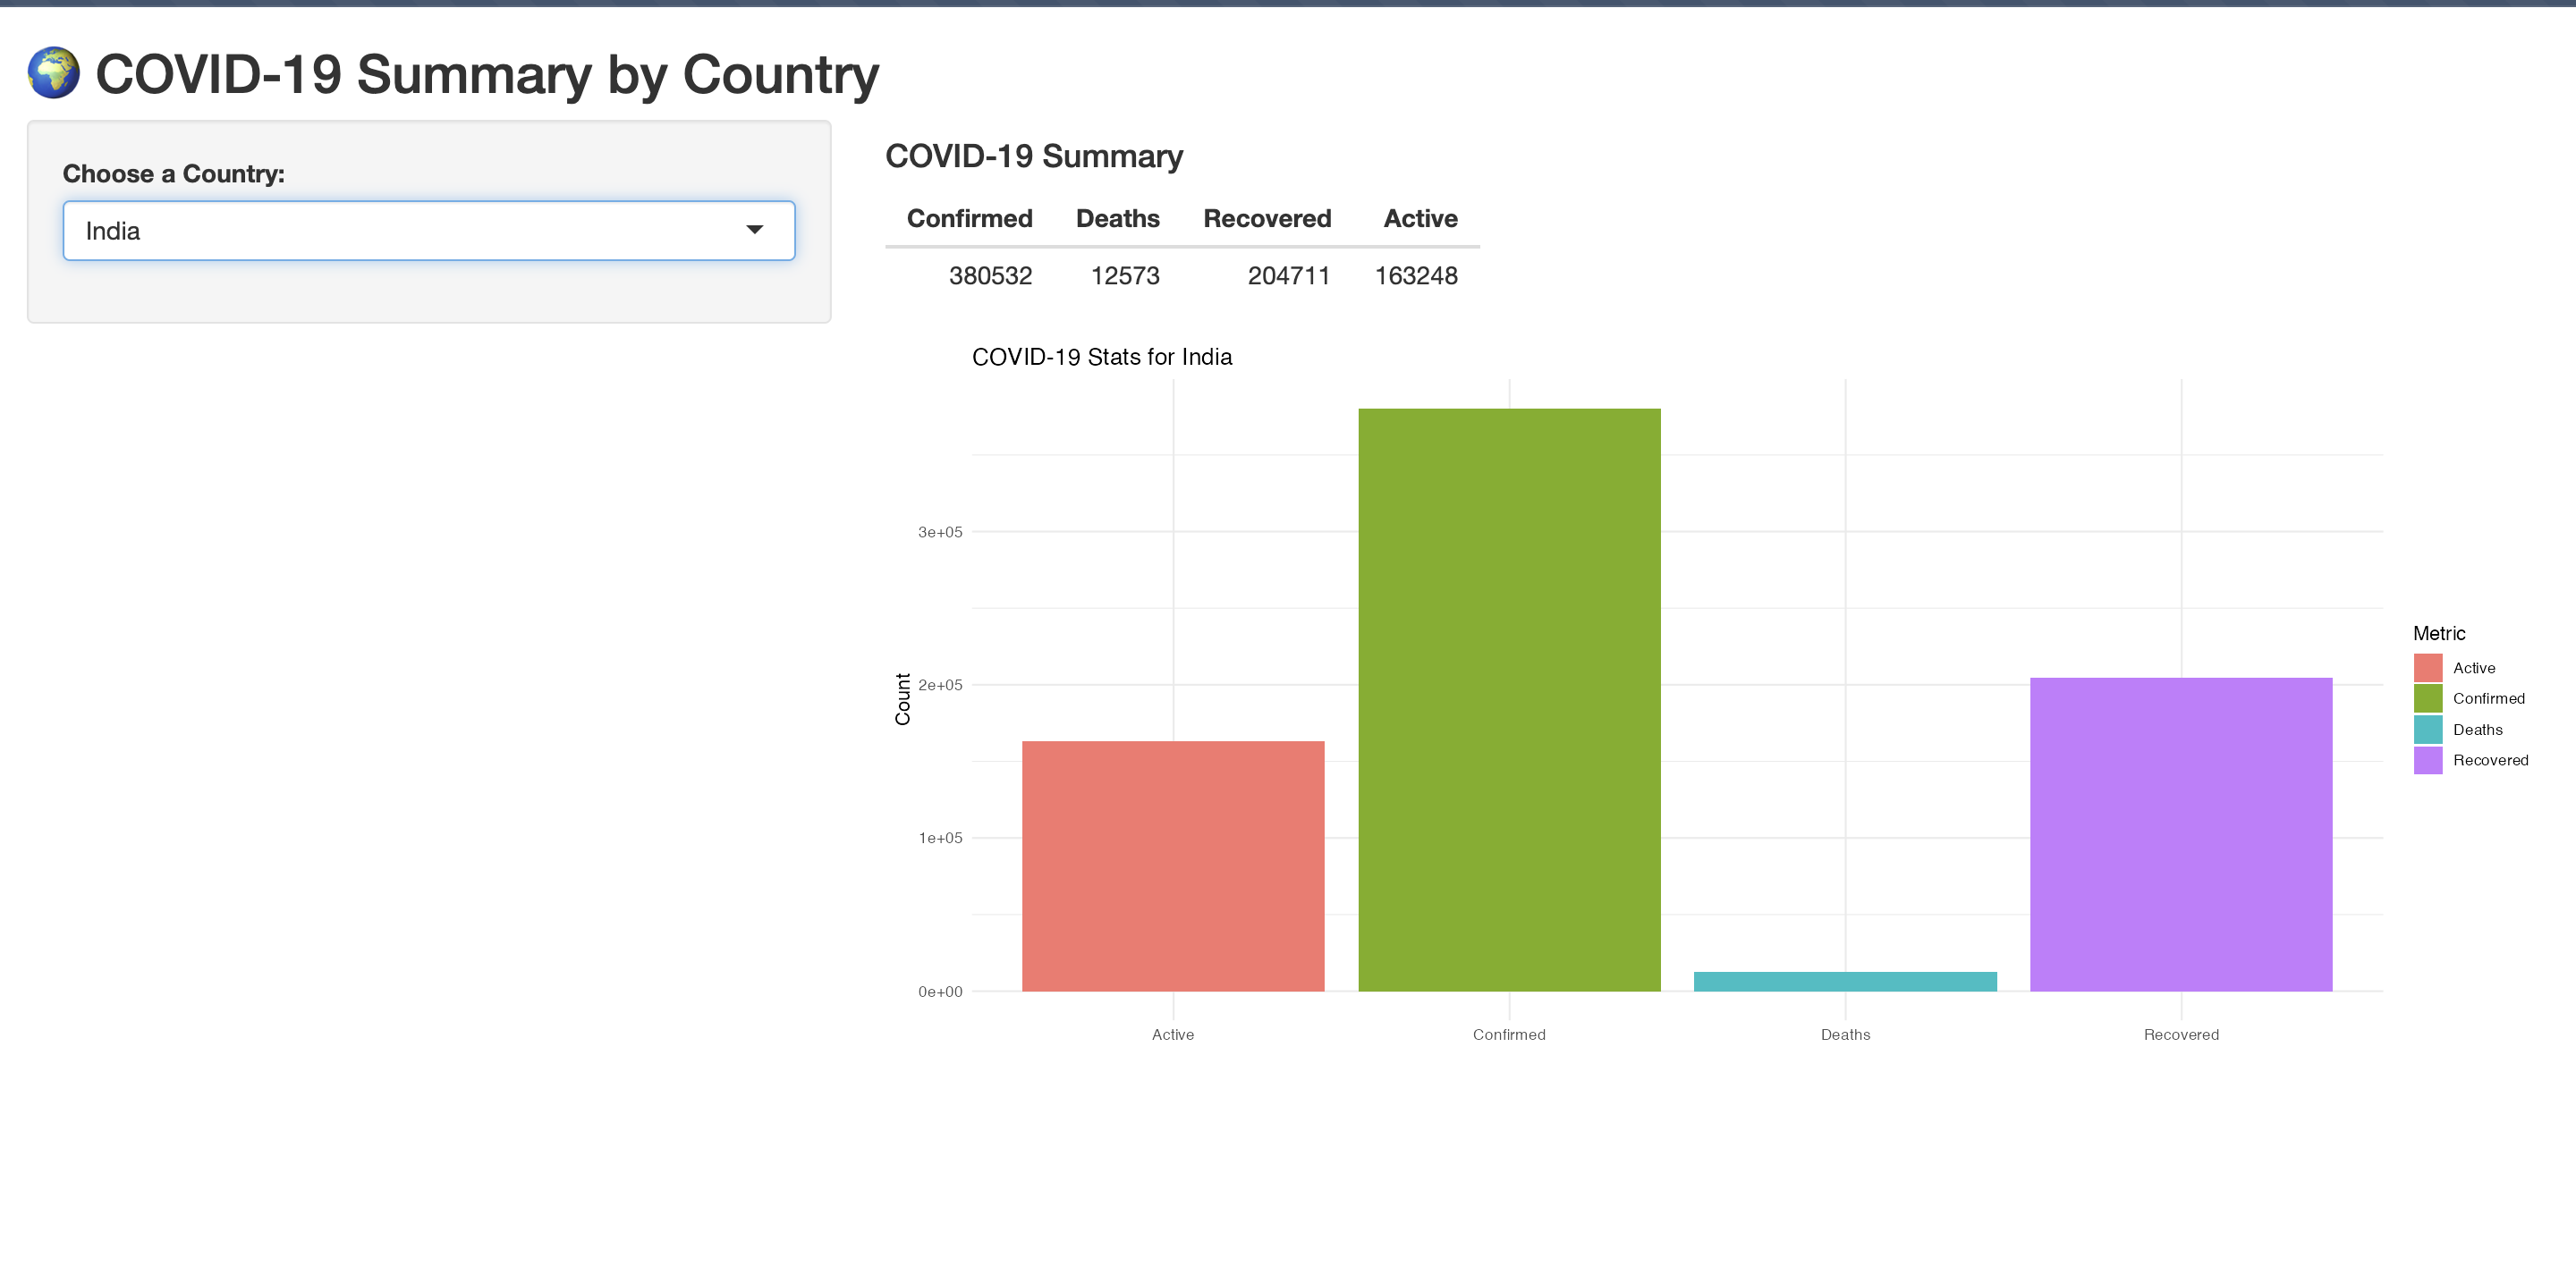 COVID-19 Summary by Country
Choose a Country:
India
COVID-19 Summary
Confirmed Deaths Recovered Active
380532 12573 204711 163248
COVID-19 Stats for India
Count
3e+05
2e+05
1e+05
0e+00
Active Confirmed Deaths Recovered
Metric
Active
Confirmed
Deaths
Recovered